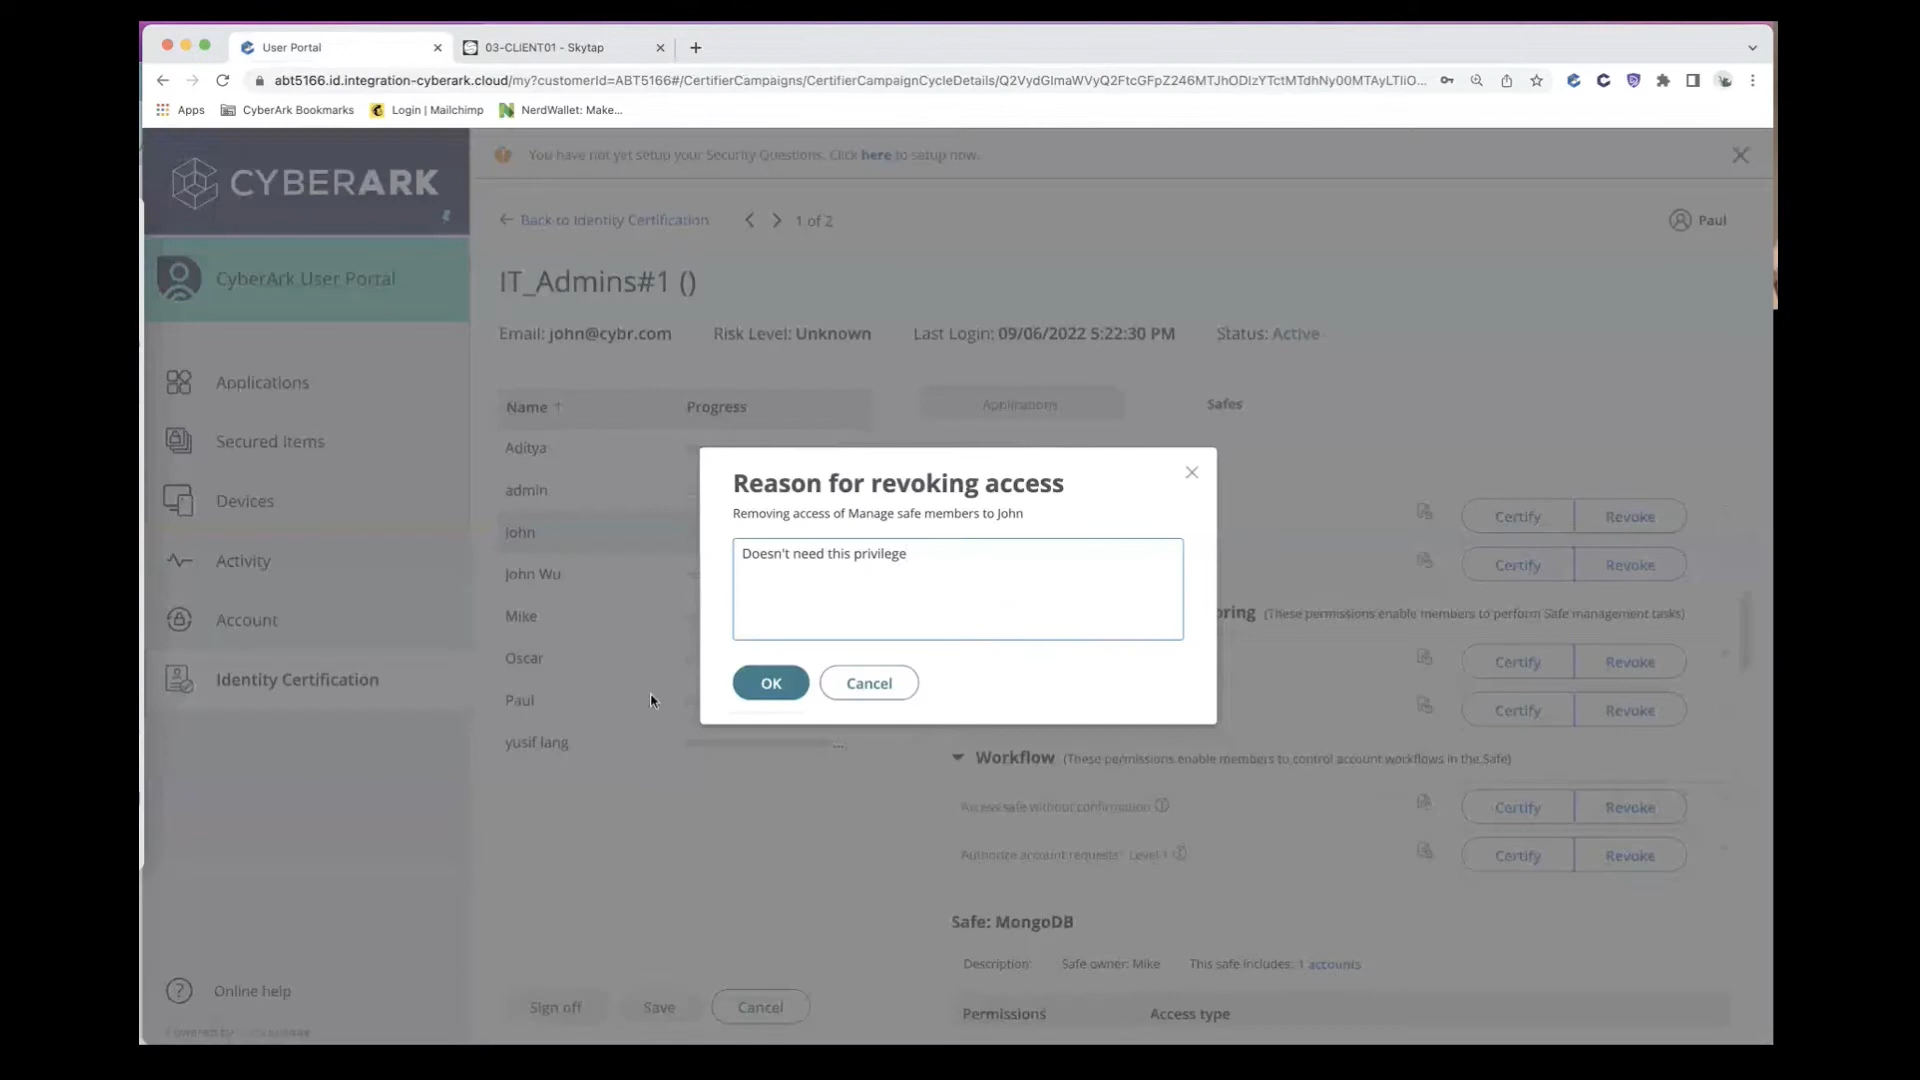 User Portal
03-CLIENT01 - Skytap
abt5166.id.integration-cyberark.cloud/my?customerId=ABT5166#/CertifierCampaigns/CertifierCampaignCycleDetails/
Apps
CyberArk Bookmarks
Login | Mailchimp
NerdWallet: Make...
CYBERARK
You have not yet setup your Security Questions. Click here to setup now.
Back to Identity Certification
1 of 2
Paul
CyberArk User Portal
IT_Admins#1 ()
Email: john@cybr.com
Risk Level: Unknown
Last Login: 09/06/2022 5:22:30 PM
Status: Active
Applications
Secured Items
Devices
Activity
Account
Identity Certification
Online help
Name ↑
Progress
Aditya
admin
John
John Wu
Mike
Oscar
Paul
yusif lang
...
Applications
Safes
Reason for revoking access
Removing access of Manage safe members to John
Doesn't need this privilege
OK
Cancel
Certify
Revoke
Certify
Revoke
oring (These permissions enable members to perform Safe management tasks)
Certify
Revoke
Certify
Revoke
Workflow (These permissions enable members to control account workflows in the Safe)
Access safe without confirmation
Certify
Revoke
Authorize account requests - Level 1
Certify
Revoke
Safe: MongoDB
Description:
Safe owner: Mike
This safe includes: 1 accounts
Permissions
Access type
Sign off
Save
Cancel